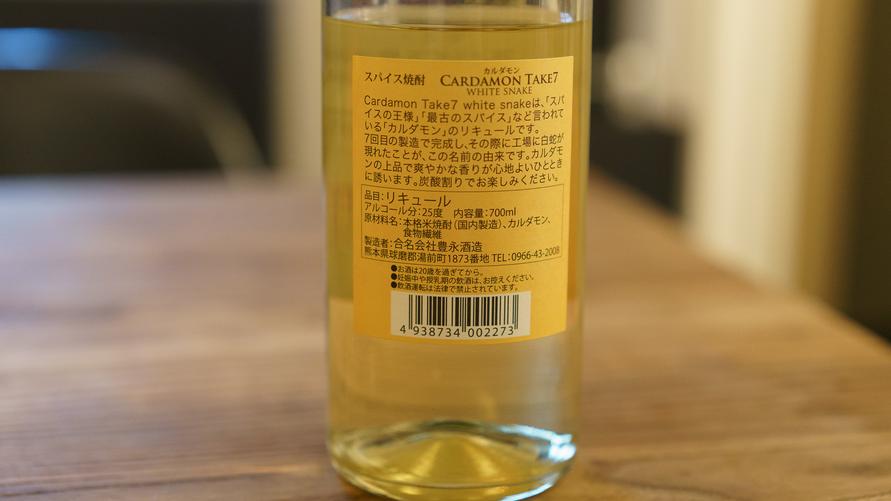 スパイス焼酎 カルダモン CARDAMON TAKE7
WHITE SNAKE
Cardamon Take7 white snakeは、「スパ
イスの王様」「最古のスパイス」など言われて
いる「カルダモン」のリキュールです。
7回目の製造で完成し、その際に工場に白蛇が
現れたことが、この名前の由来です。カルダモ
ンの上品で爽やかな香りが心地よいひととき
に誘います。炭酸割りでお楽しみください。
品目：リキュール
アルコール分：25度 内容量：700ml
原材料名：本格米焼酎（国内製造）、カルダモン、
食物繊維
製造者：合名会社豊永酒造
熊本県球磨郡湯前町1873番地 TEL：0966-43-2008
●お酒は20歳を過ぎてから。
●妊娠中や授乳期の飲酒は、お控えください。
●飲酒運転は法律で禁止されています。
4 938734 002273